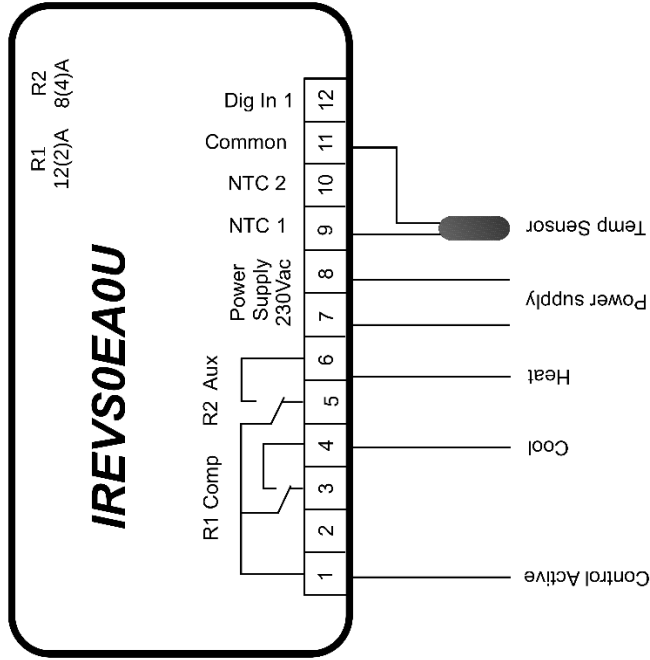 R1
12(2)A
R2
8(4)A
IREVS0EA0U
Dig In 1
Common
NTC 2
NTC 1
Power
Supply
230Vac
R2 Aux
R1 Comp
12
11
10
9
8
7
6
5
4
3
2
1
Temp Sensor
Power supply
Heat
Cool
Control Active